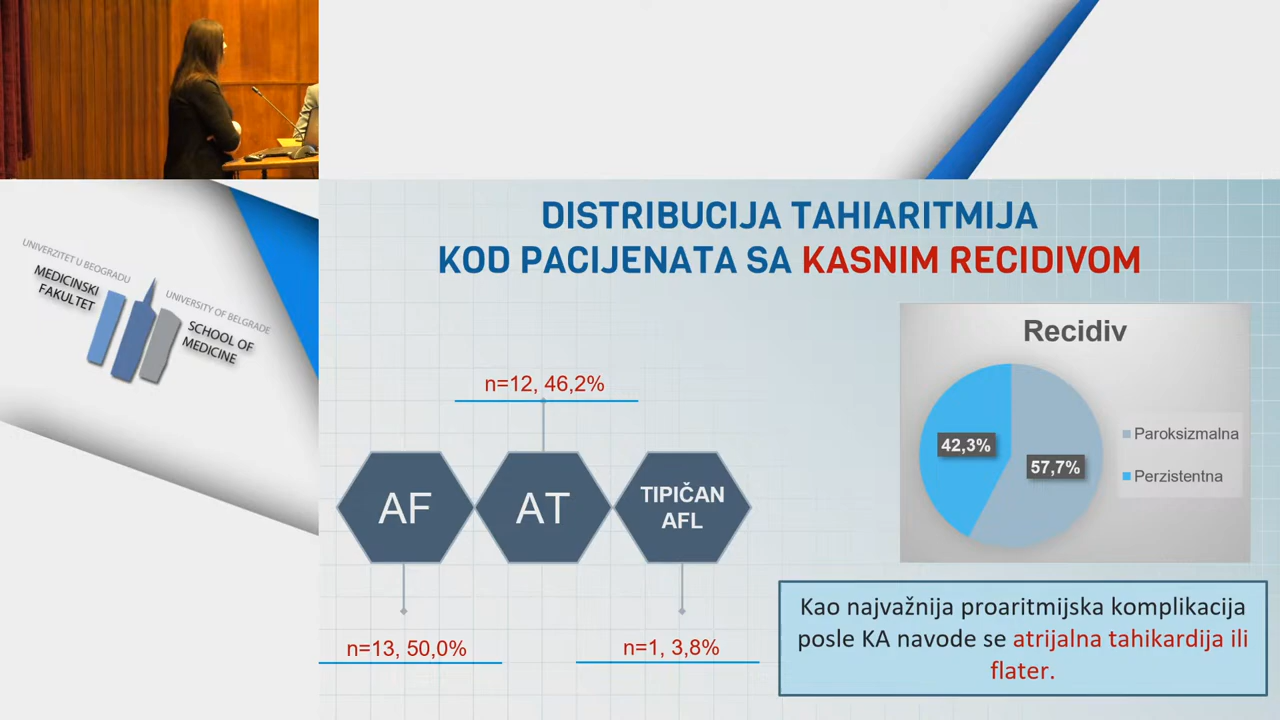 UNIVERZITET U BEOGRADU
MEDICINSKI
FAKULTET
UNIVERSITY OF BELGRADE
SCHOOL OF
MEDICINE
DISTRIBUCIJA TAHIARITMIJA
KOD PACIJENATA SA KASNIM RECIDIVOM
n=12, 46,2%
AF
AT
TIPIČAN
AFL
n=13, 50,0%
n=1, 3,8%
Recidiv
42,3%
57,7%
Paroksizmalna
Perzistentna
Kao najvažnija proaritmijska komplikacija
posle KA navode se atrijalna tahikardija ili
flater.